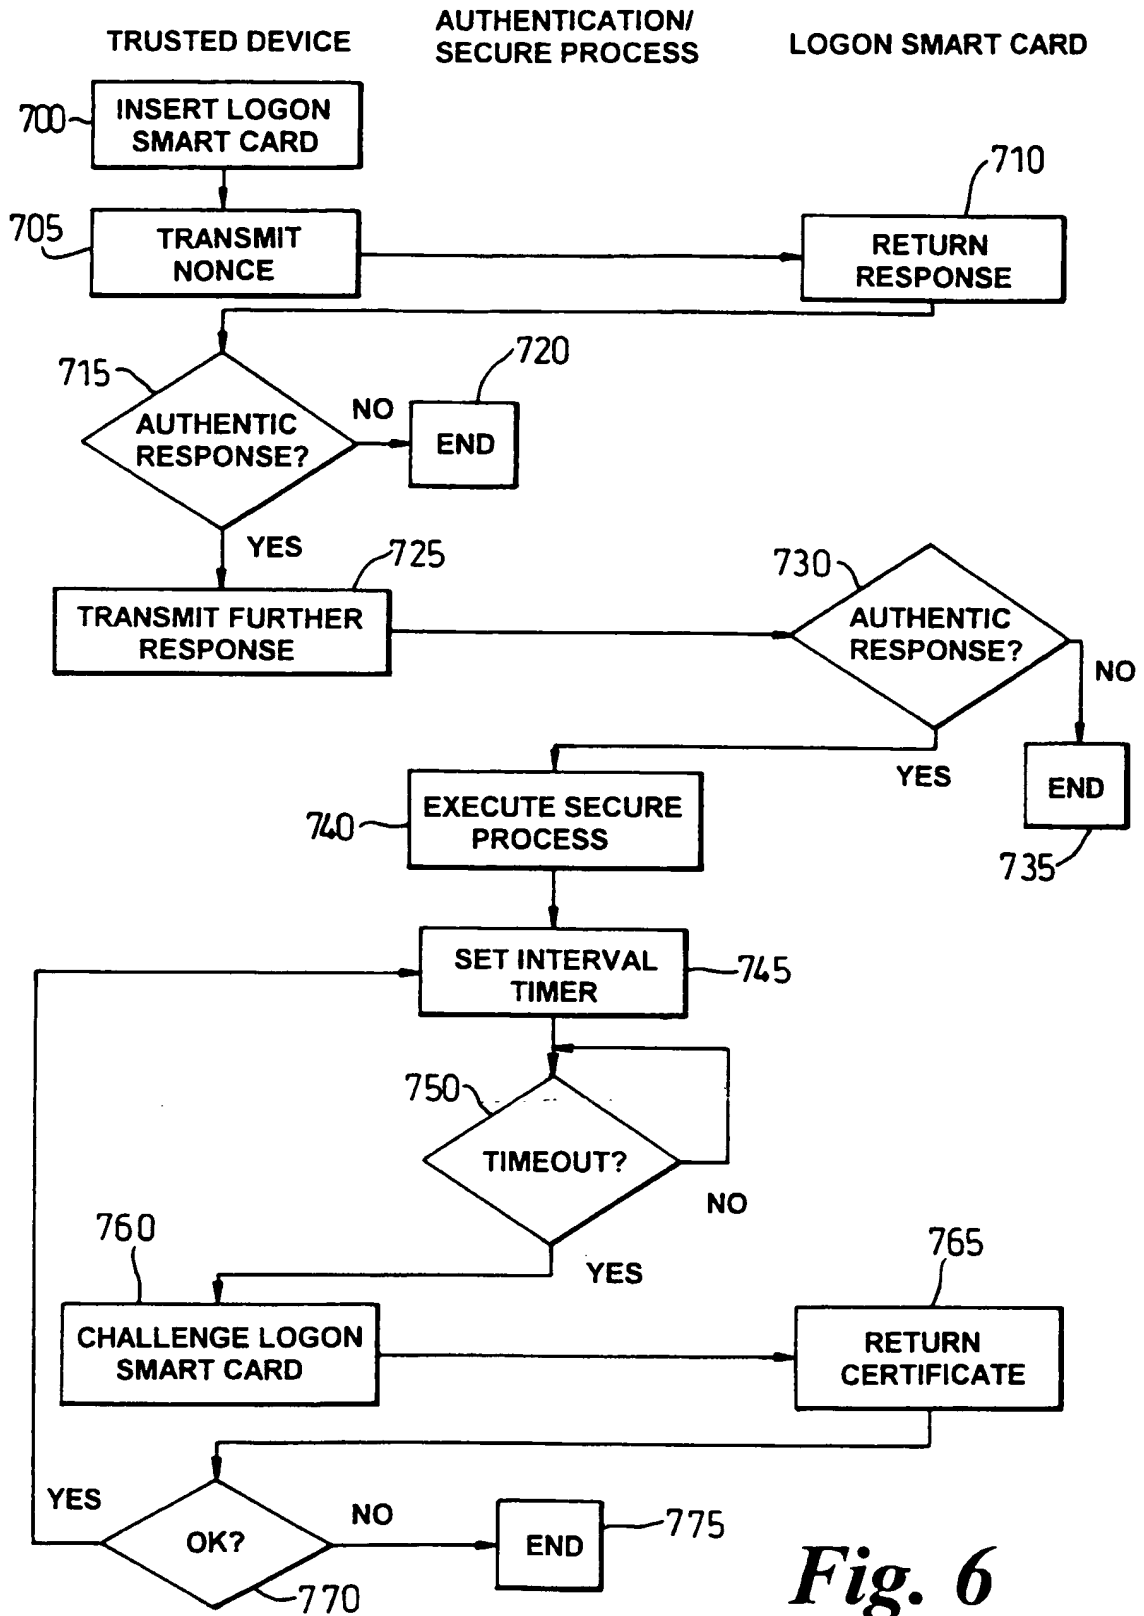 TRUSTED DEVICE
AUTHENTICATION/
SECURE PROCESS
LOGON SMART CARD
700
INSERT LOGON
SMART CARD
705
TRANSMIT
NONCE
710
RETURN
RESPONSE
715
AUTHENTIC
RESPONSE?
NO
720
END
YES
725
TRANSMIT FURTHER
RESPONSE
730
AUTHENTIC
RESPONSE?
NO
YES
END
735
740
EXECUTE SECURE
PROCESS
SET INTERVAL
TIMER
745
750
TIMEOUT?
NO
YES
760
CHALLENGE LOGON
SMART CARD
765
RETURN
CERTIFICATE
YES
OK?
NO
770
END
775
Fig. 6